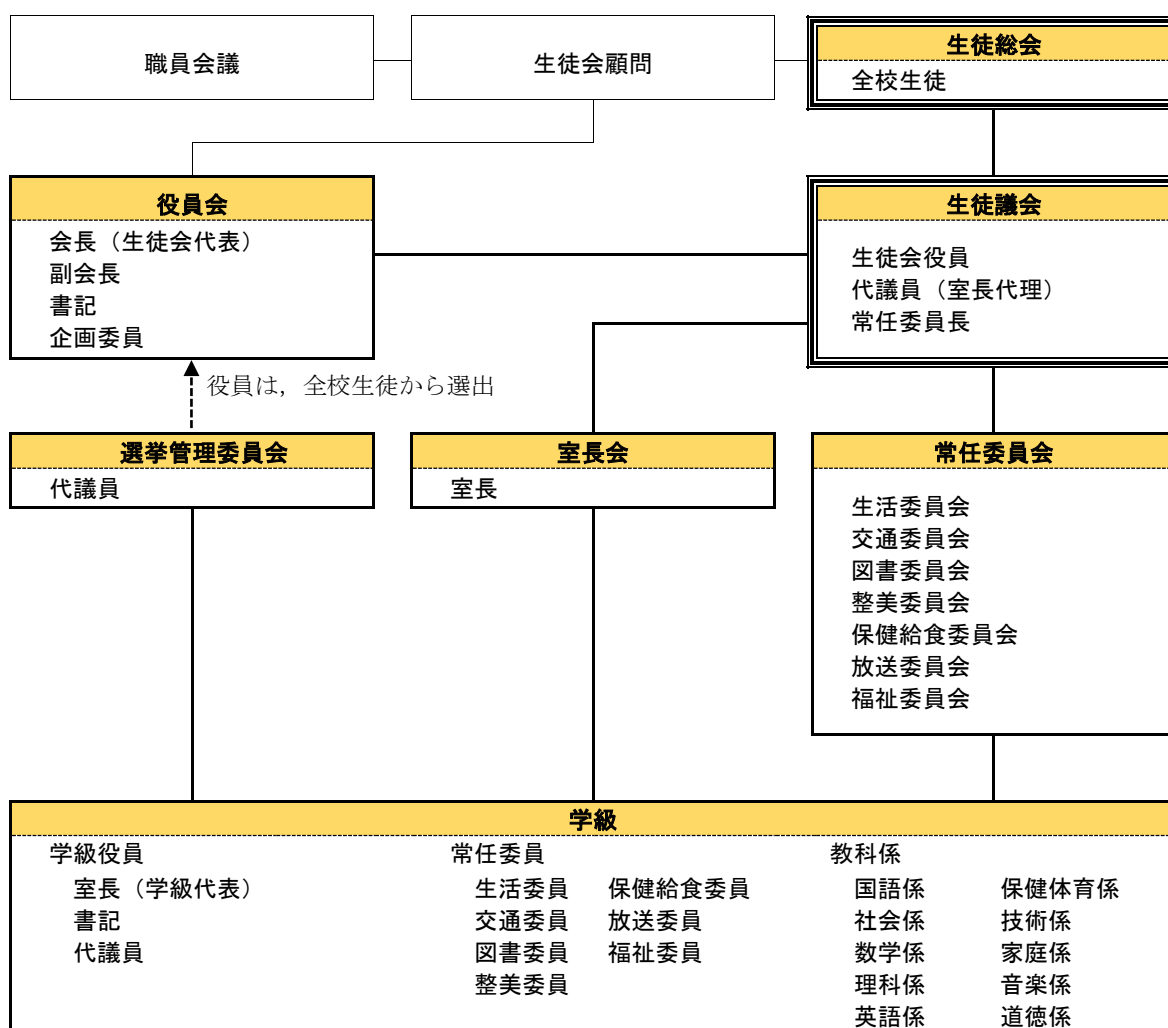 職員会議
生徒会顧問
生徒総会
全校生徒
役員会
会長（生徒会代表）
副会長
書記
企画委員
生徒議会
生徒会役員
代議員（室長代理）
常任委員長
役員は，全校生徒から選出
選挙管理委員会
代議員
室長会
室長
常任委員会
生活委員会
交通委員会
図書委員会
整美委員会
保健給食委員会
放送委員会
福祉委員会
学級
学級役員
室長（学級代表）
書記
代議員
常任委員
生活委員　保健給食委員
交通委員　放送委員
図書委員　福祉委員
整美委員
教科係
国語係　保健体育係
社会係　技術係
数学係　家庭係
理科係　音楽係
英語係　道徳係